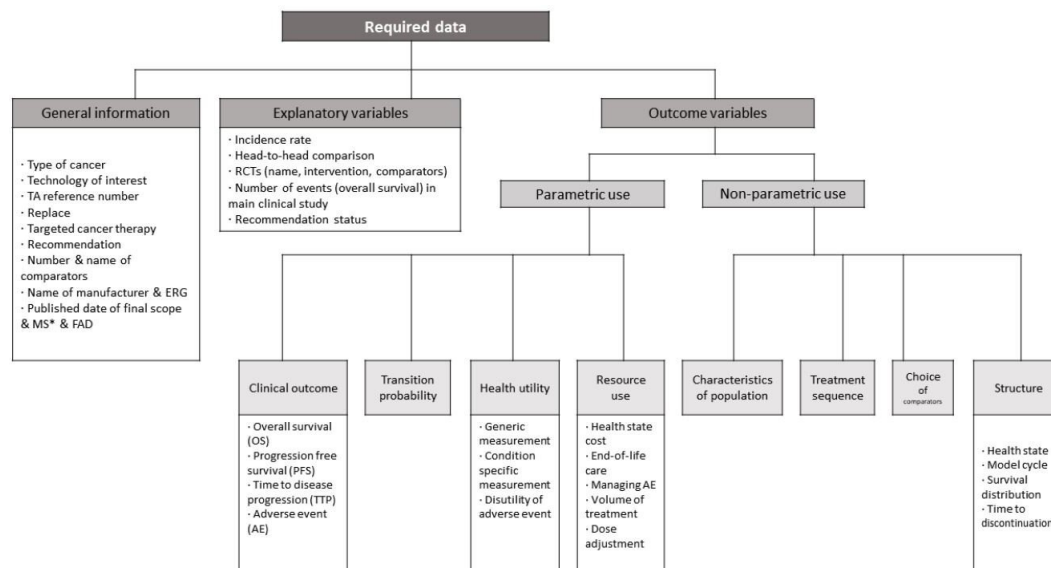 Required data
General information
· Type of cancer
· Technology of interest
· TA reference number
· Replace
· Targeted cancer therapy
· Recommendation
· Number & name of
comparators
· Name of manufacturer & ERG
· Published date of final scope
& MS* & FAD
Explanatory variables
· Incidence rate
· Head-to-head comparison
· RCTs (name, intervention, comparators)
· Number of events (overall survival) in
main clinical study
· Recommendation status
Outcome variables
Parametric use
Non-parametric use
Clinical outcome
· Overall survival
(OS)
· Progression free
survival (PFS)
· Time to disease
progression (TTP)
· Adverse event
(AE)
Transition
probability
Health utility
· Generic
measurement
· Condition
specific
measurement
· Disutility of
adverse event
Resource
use
· Health state
cost
· End-of-life
care
· Managing AE
· Volume of
treatment
· Dose
adjustment
Characteristics
of population
Treatment
sequence
Choice
of
comparators
Structure
· Health state
· Model cycle
· Survival
distribution
· Time to
discontinuation